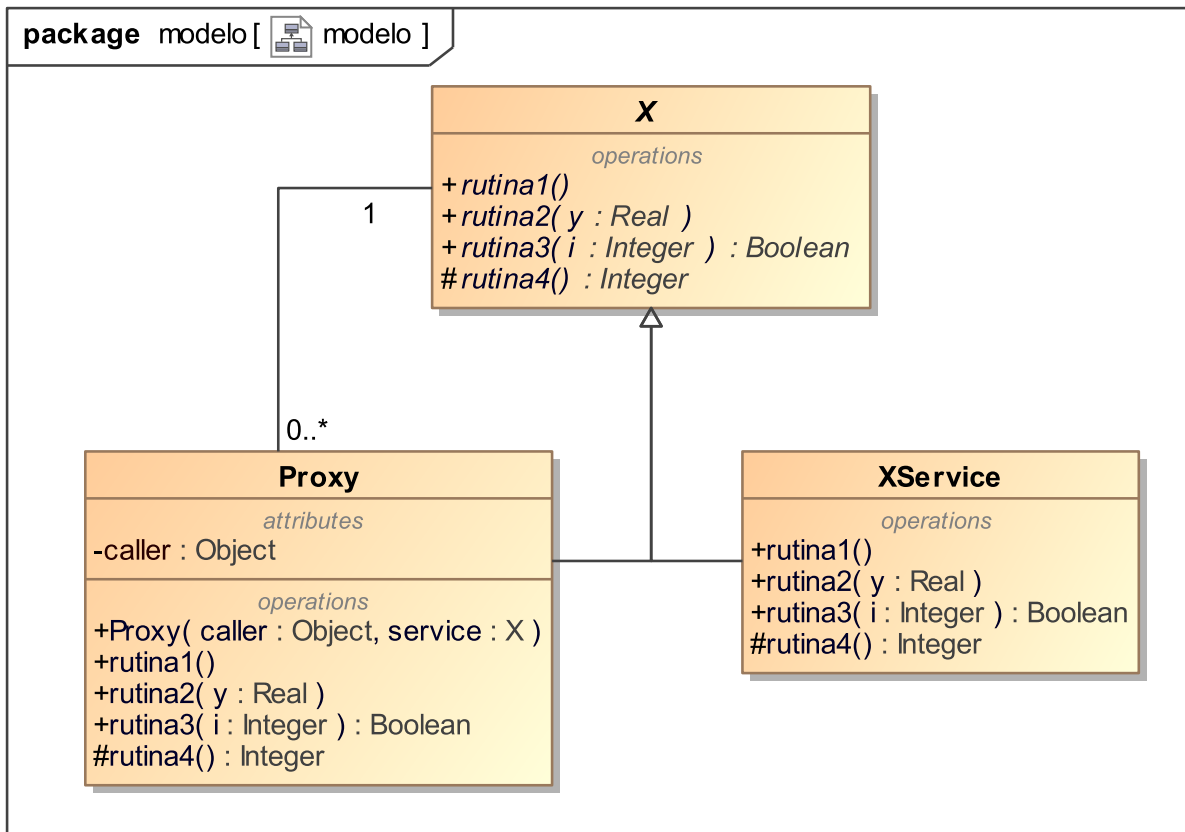 package modelo [ modelo ]
X
operations
+rutina1()
+rutina2( y : Real )
+rutina3( i : Integer ) : Boolean
#rutina4() : Integer
1
0..*
Proxy
attributes
-caller : Object
operations
+Proxy( caller : Object, service : X )
+rutina1()
+rutina2( y : Real )
+rutina3( i : Integer ) : Boolean
#rutina4() : Integer
XService
operations
+rutina1()
+rutina2( y : Real )
+rutina3( i : Integer ) : Boolean
#rutina4() : Integer